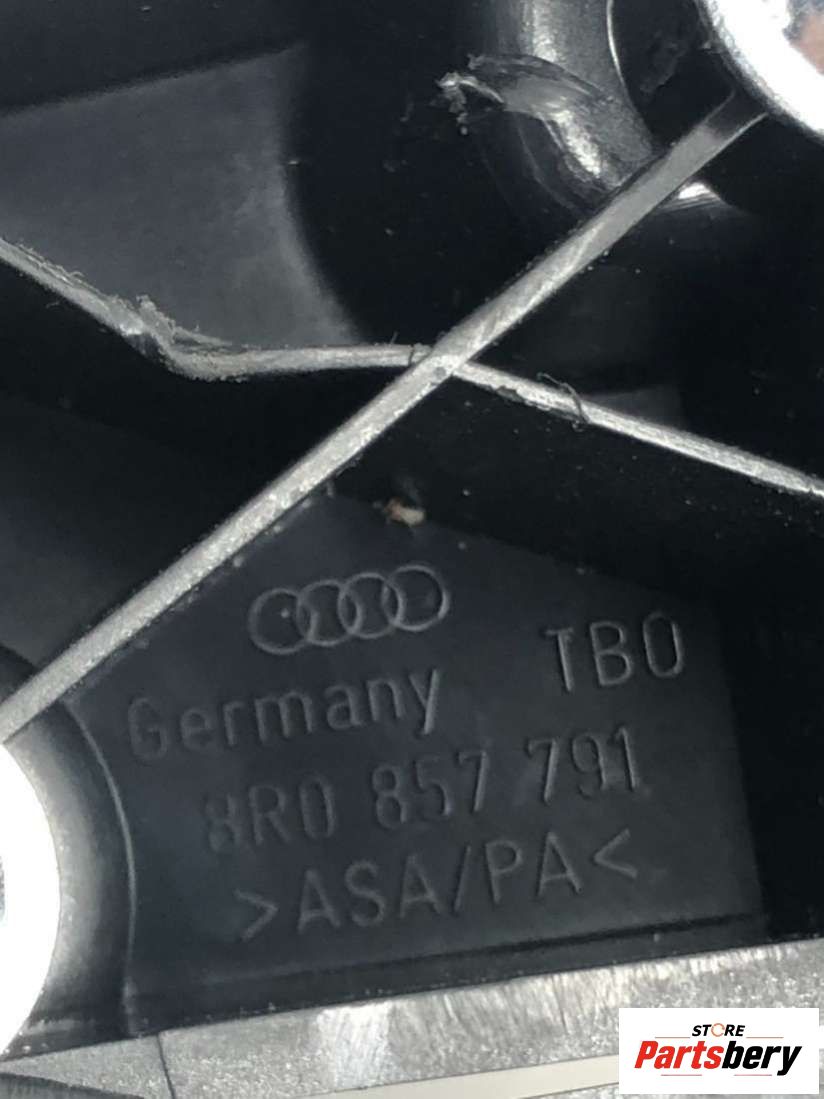 Germany TBO
8R0 857 791
>ASA/PA<
STORE
Partsbery